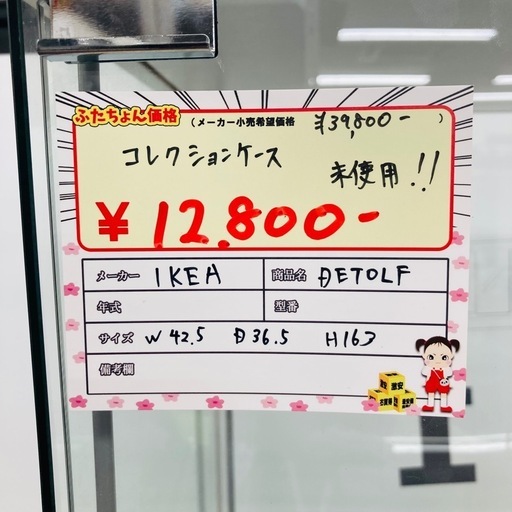 ふたちょん価格 (メーカー小売希望価格 ¥39,800- )
コレクションケース 未使用!!
¥12,800-
メーカー IKEA 商品名 DETOLF
年式 型番
サイズ W 42.5 D 36.5 H163
備考欄
激安